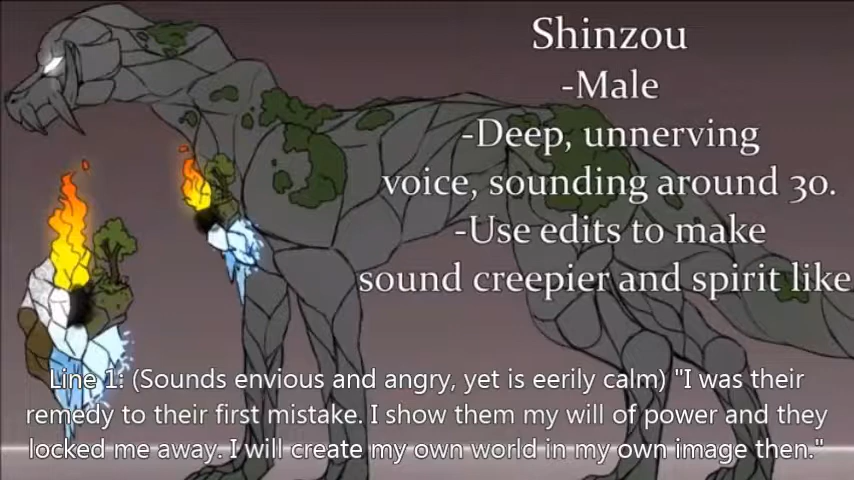 Shinzou
-Male
-Deep, unnerving
voice, sounding around 30.
-Use edits to make
sound creepier and spirit like
Line 1: (Sounds envious and angry, yet is eerily calm) "I was their
remedy to their first mistake. I show them my will of power and they
locked me away. I will create my own world in my own image then."